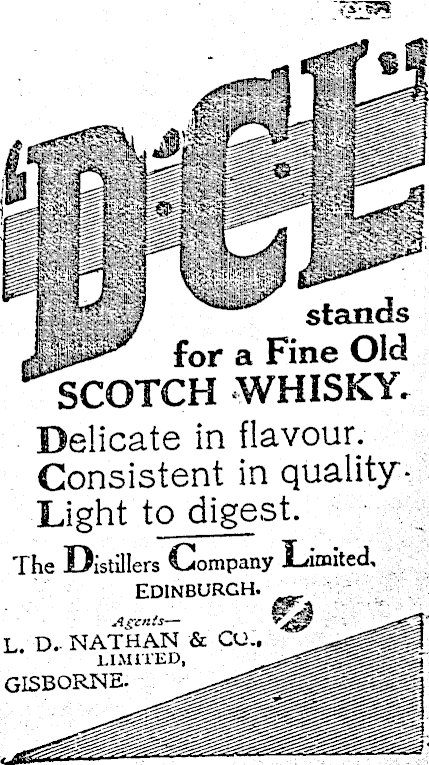 'D·C·L'
stands
for a Fine Old
SCOTCH WHISKY.
Delicate in flavour.
Consistent in quality.
Light to digest.
The Distillers Company Limited,
EDINBURGH.
Agents—
L. D. NATHAN & CO.,
LIMITED,
GISBORNE.